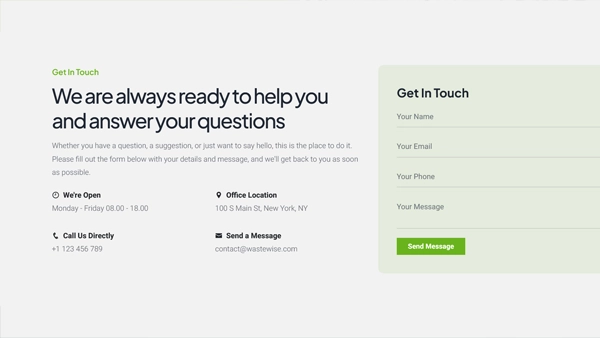 Get In Touch
We are always ready to help you
and answer your questions
Whether you have a question, a suggestion, or just want to say hello, this is the place to do it.
Please fill out the form below with your details and message, and we'll get back to you as soon
as possible.
We're Open
Monday - Friday 08.00 - 18.00
Office Location
100 S Main St, New York, NY
Call Us Directly
+1 123 456 789
Send a Message
contact@wastewise.com
Get In Touch
Your Name
Your Email
Your Phone
Your Message
Send Message